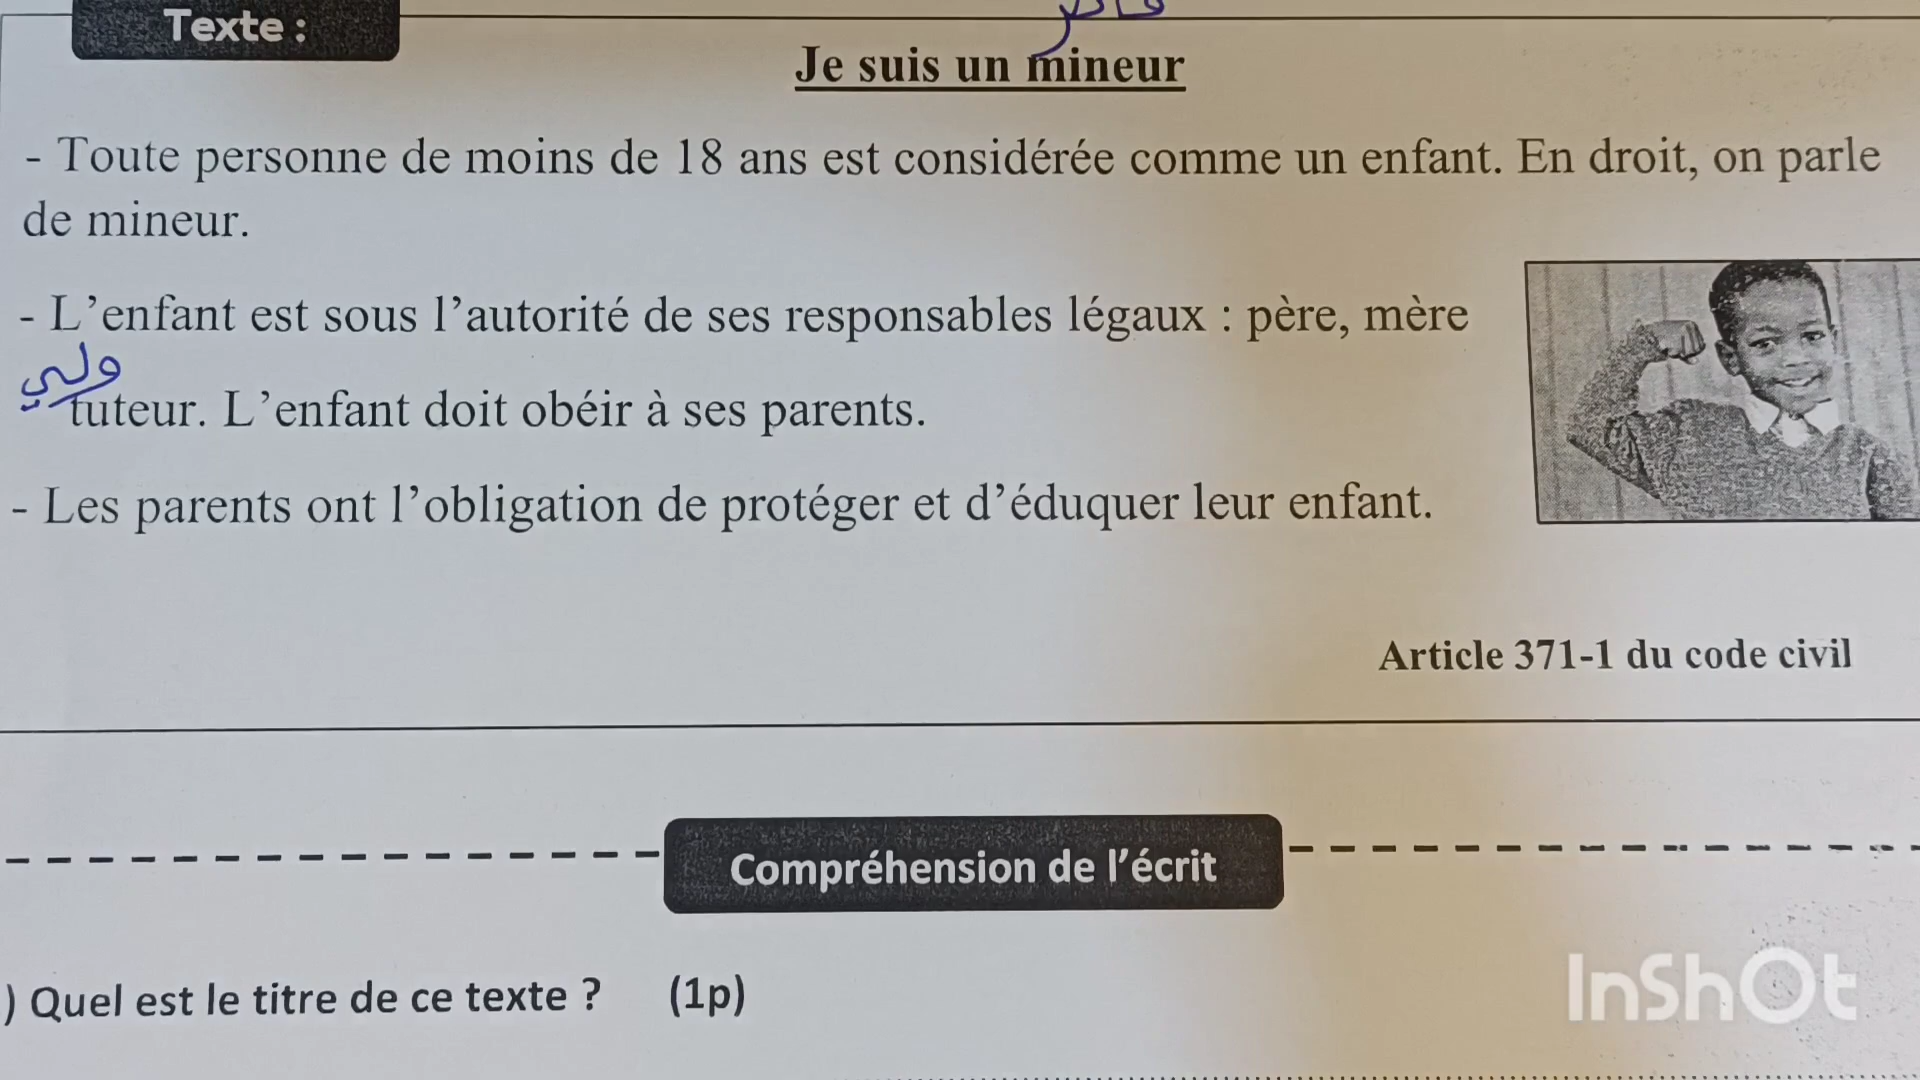 Texte :
Je suis un mineur
- Toute personne de moins de 18 ans est considérée comme un enfant. En droit, on parle
de mineur.
- L’enfant est sous l’autorité de ses responsables légaux : père, mère
ولي
tuteur. L’enfant doit obéir à ses parents.
- Les parents ont l’obligation de protéger et d’éduquer leur enfant.
Article 371-1 du code civil
Compréhension de l’écrit
) Quel est le titre de ce texte ? (1p)
InShOt